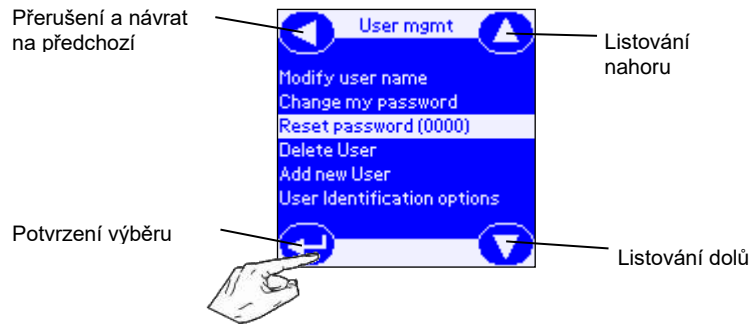 Přerušení a návrat
na předchozí
User mgmt
Listování
nahoru
Modify user name
Change my password
Reset password (0000)
Delete User
Add new User
User Identification options
Potvrzení výběru
Listování dolů